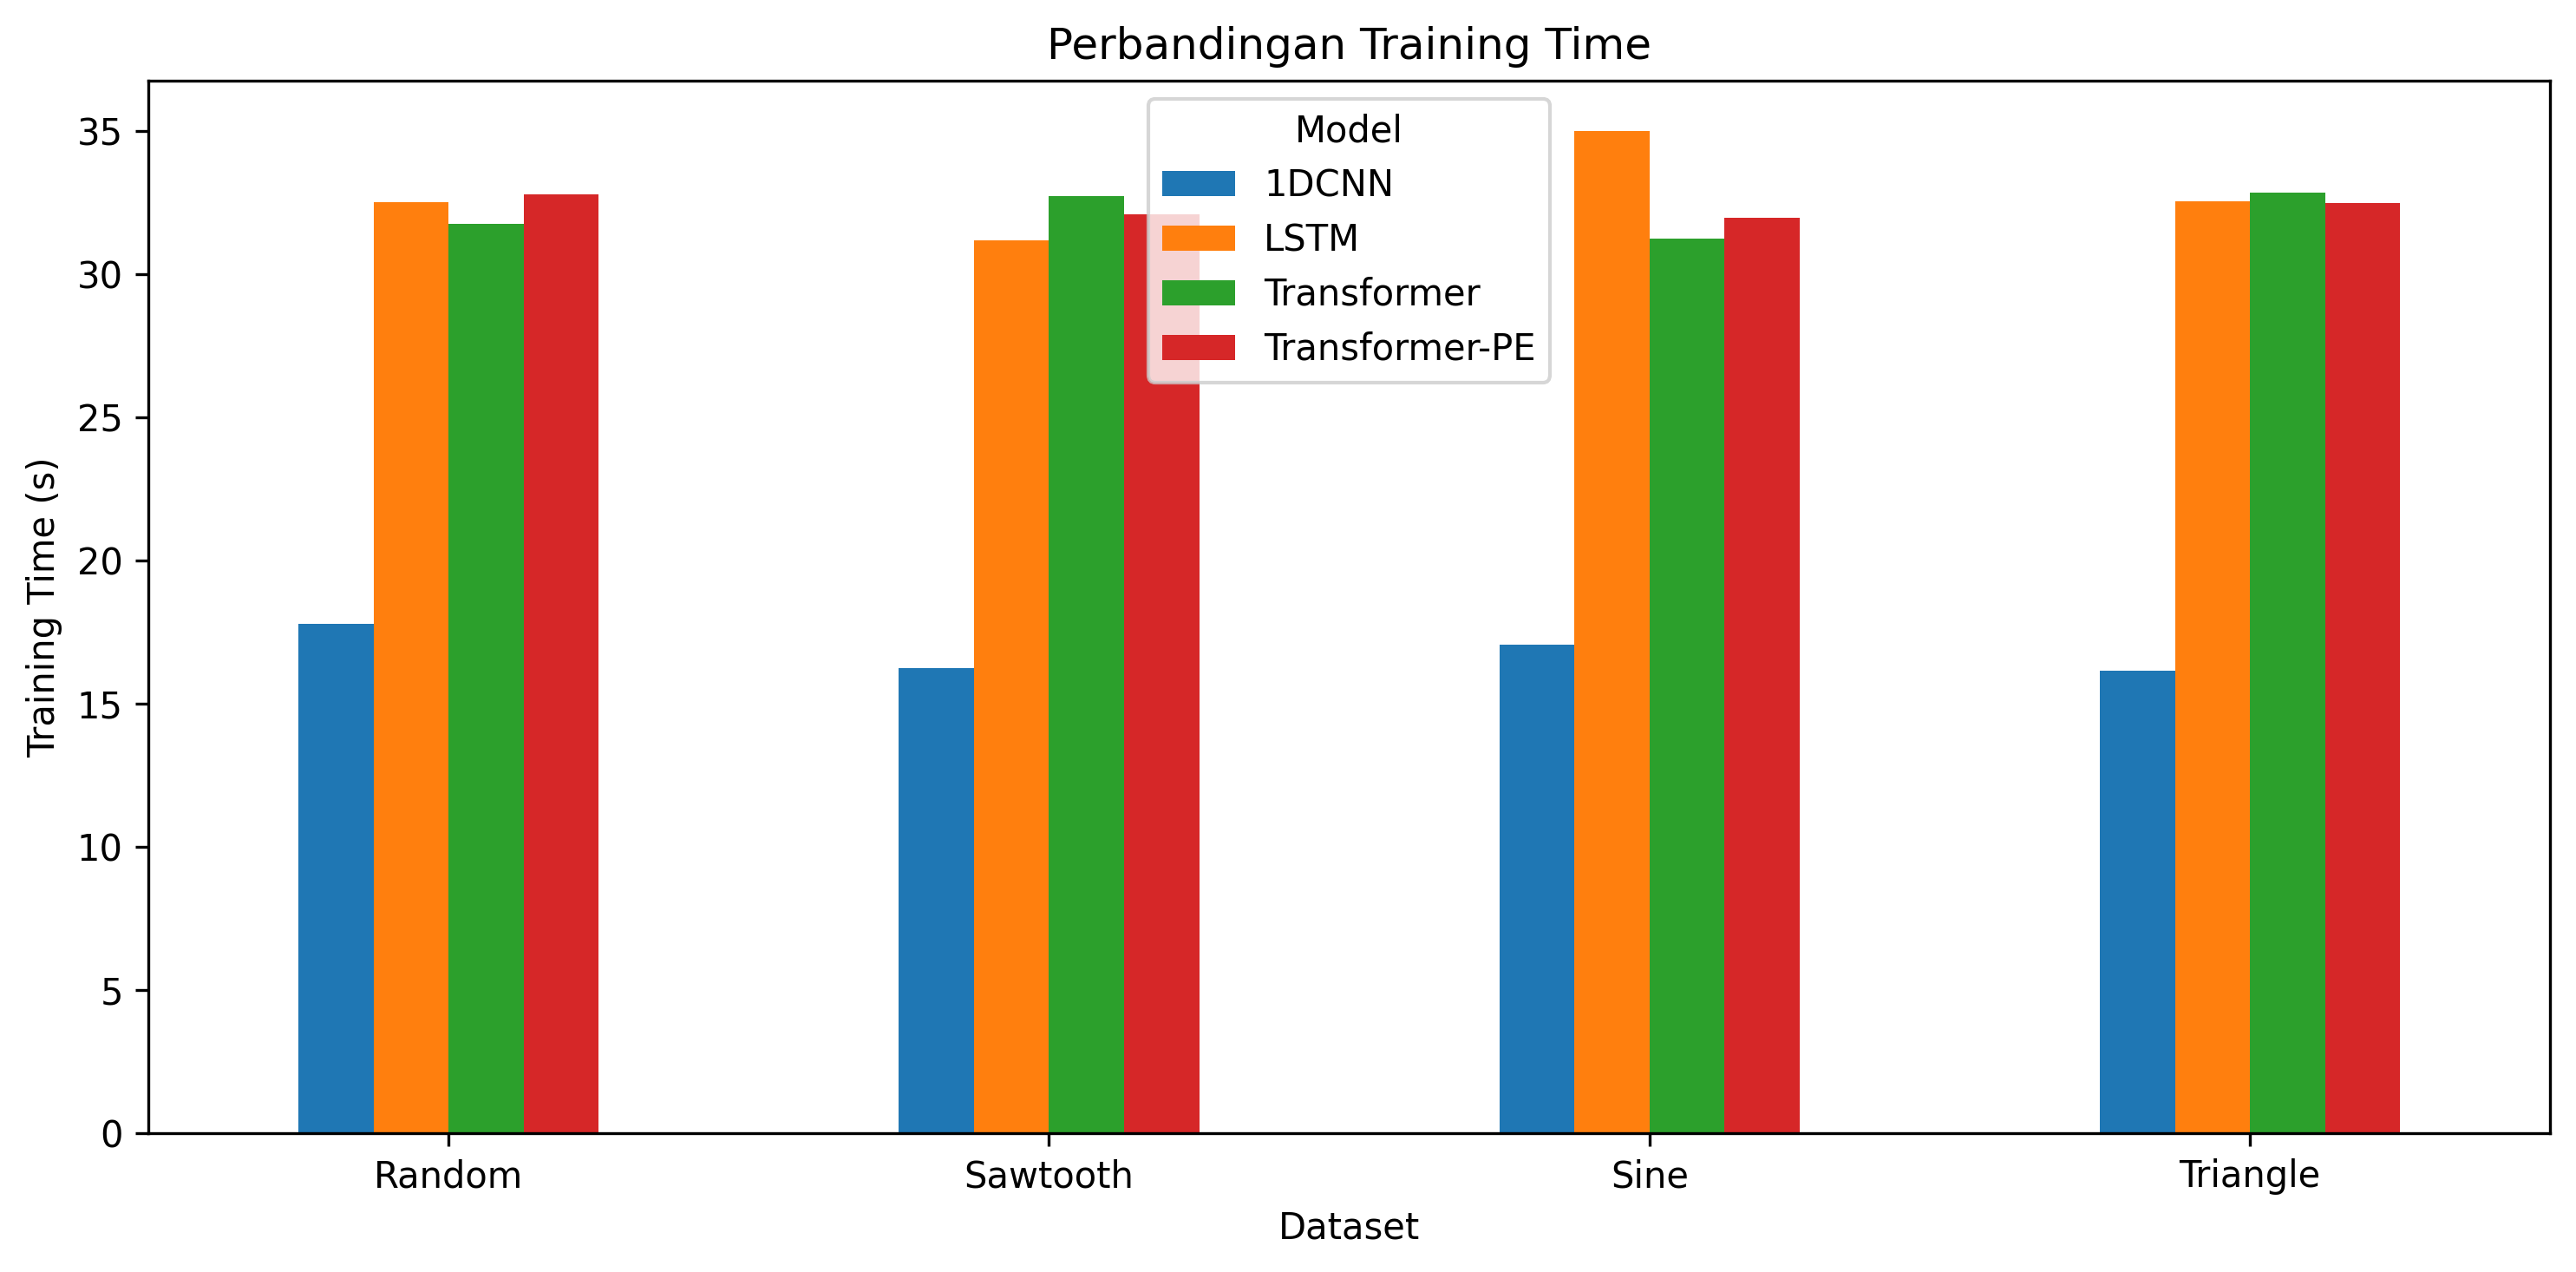 Perbandingan Training Time
Model
1DCNN
LSTM
Transformer
Transformer-PE
Training Time (s)
35
30
25
20
15
10
5
0
Random
Sawtooth
Sine
Triangle
Dataset